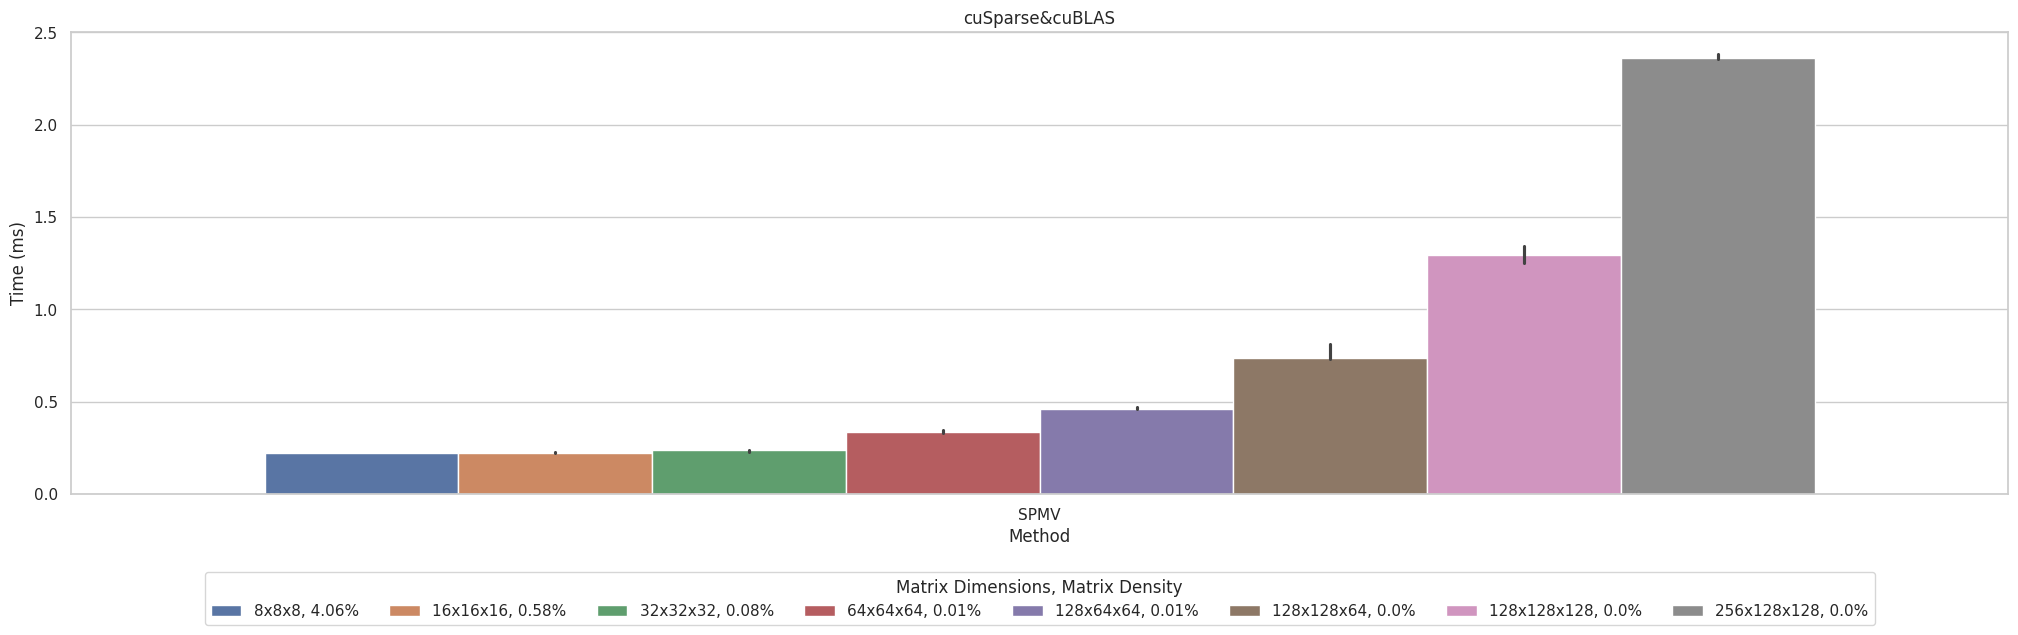 cuSparse&cuBLAS
2.5
2.0
1.5
1.0
0.5
0.0
Time (ms)
SPMV
Method
Matrix Dimensions, Matrix Density
8x8x8, 4.06% 16x16x16, 0.58% 32x32x32, 0.08% 64x64x64, 0.01% 128x64x64, 0.01% 128x128x64, 0.0% 128x128x128, 0.0% 256x128x128, 0.0%